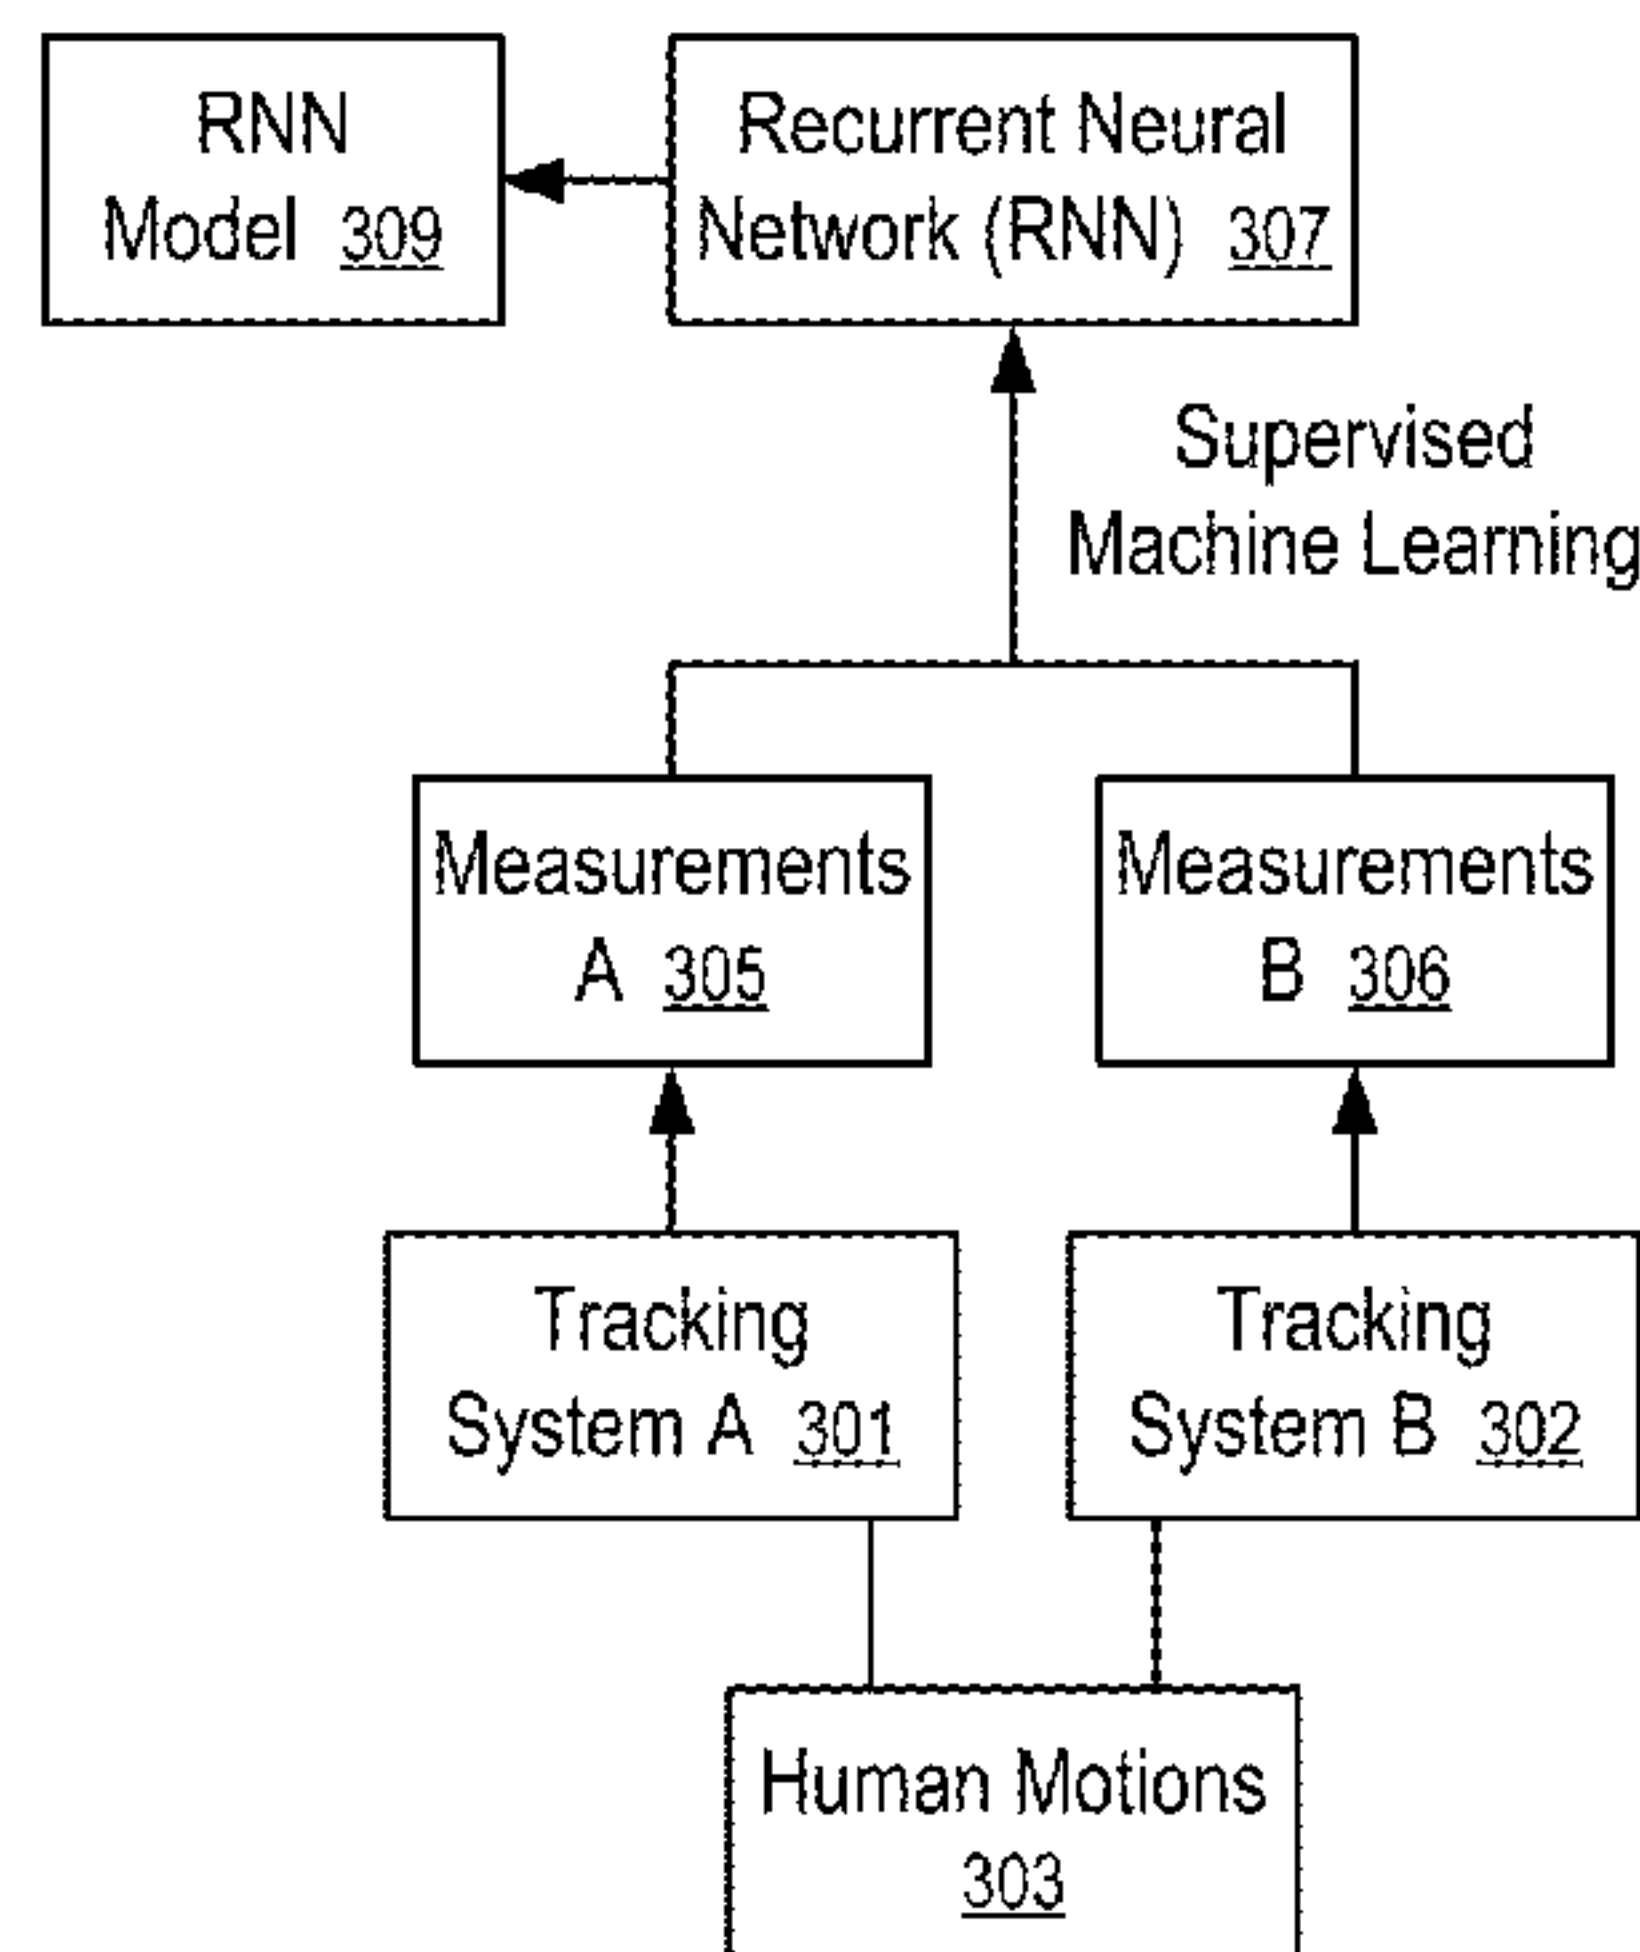 RNN
Model 309
Recurrent Neural
Network (RNN) 307
Supervised
Machine Learning
Measurements
A 305
Measurements
B 306
Tracking
System A 301
Tracking
System B 302
Human Motions
303